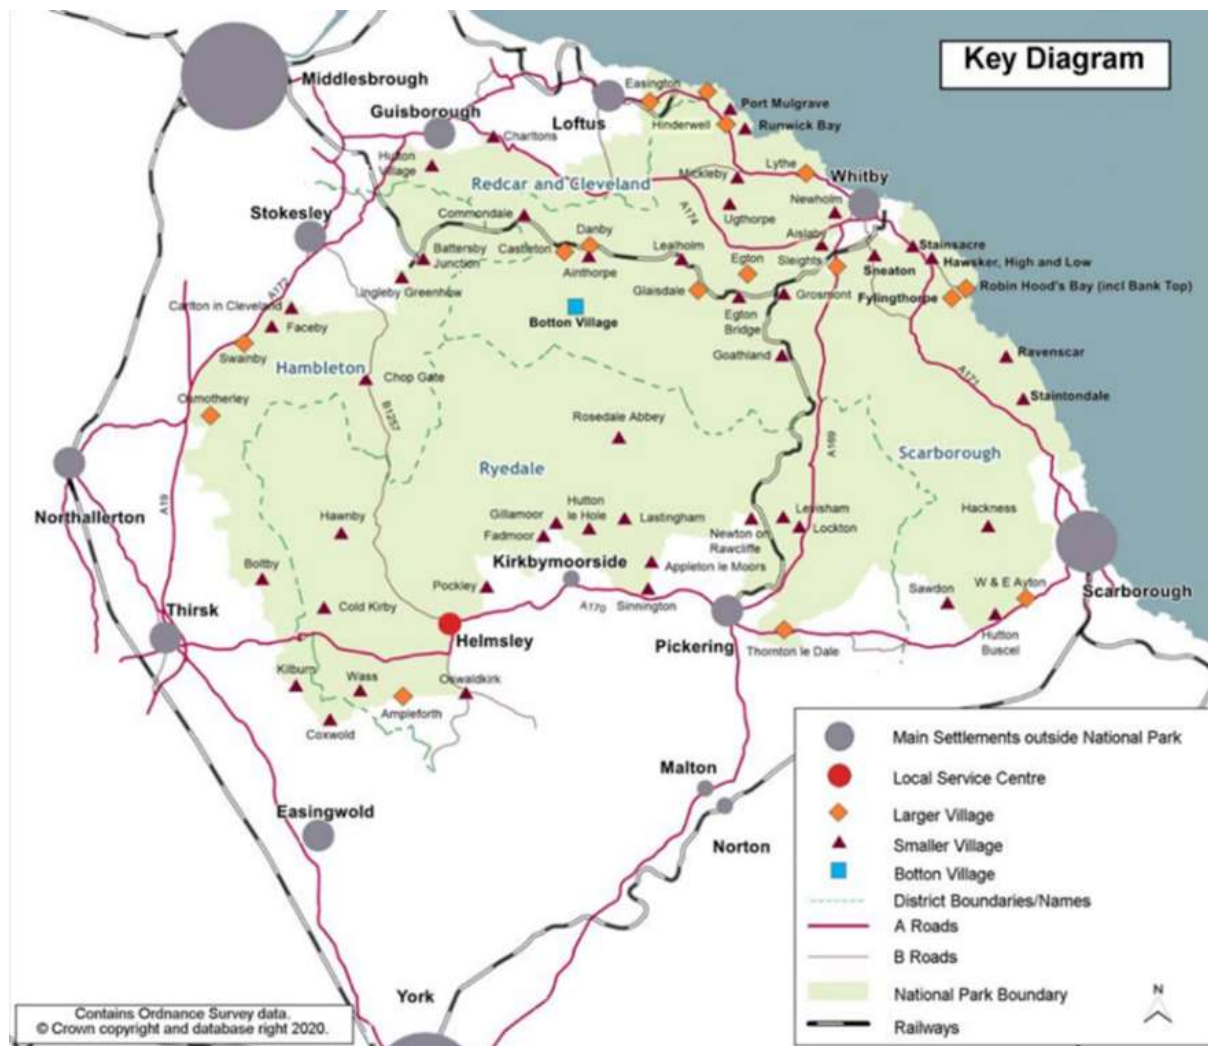 Key Diagram
Middlesbrough
Guisborough
Loftus
Easington
Port Mulgrave
Hinderwell
Runwick Bay
Charltons
Hutton
Village
Redcar and Cleveland
Mickleby
Lythe
Whitby
Stokesley
Commondale
Ugthorpe
Newholm
A174
Battersby
Junction
Castleton
Danby
Ainthorpe
Lealholm
Egton
Aislaby
Sleights
Stainsacre
Sneaton
Hawsker, High and Low
Ungleby Greenhow
Glaisdale
Grosmont
Fylingthorpe
Robin Hood's Bay (incl Bank Top)
A172
Carlton in Cleveland
Faceby
Botton Village
Egton
Bridge
Swainby
Hambleton
Chop Gate
Goathland
Ravenscar
A171
Staintondale
Osmotherley
B1257
Rosedale Abbey
A169
Scarborough
Ryedale
A19
Northallerton
Hawnby
Gillamoor
Fadmoor
Hutton
le Hole
Lastingham
Newton on
Rawcliffe
Levisham
Lockton
Hackness
Boltby
Kirkbymoorside
Appleton le Moors
Pockley
Cold Kirby
Thirsk
Helmsley
A170
Sinnington
Pickering
Thornton le Dale
Sawdon
W & E Ayton
Scarborough
Hutton
Buscel
Kilburn
Wass
Oswaldkirk
Ampleforth
Coxwold
Malton
Norton
Easingwold
York
Main Settlements outside National Park
Local Service Centre
Larger Village
Smaller Village
Botton Village
District Boundaries/Names
A Roads
B Roads
National Park Boundary
Railways
N
Contains Ordnance Survey data.
© Crown copyright and database right 2020.